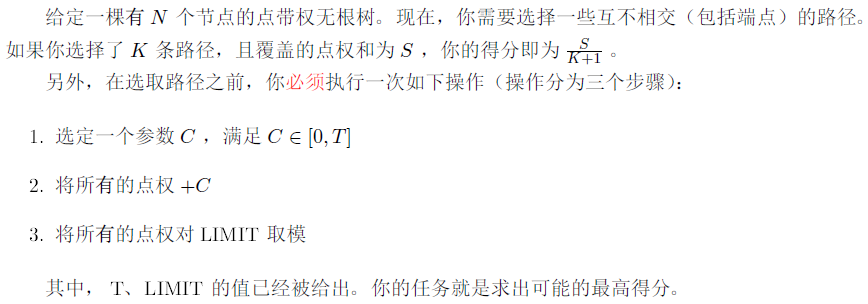 给定一棵有 N 个节点的点带权无根树。现在，你需要选择一些互不相交（包括端点）的路径。
如果你选择了 K 条路径，且覆盖的点权和为 S ，你的得分即为 \frac{S}{K+1} 。
另外，在选取路径之前，你必须执行一次如下操作（操作分为三个步骤）：
1. 选定一个参数 C ，满足 C ∈ [0, T]
2. 将所有的点权 +C
3. 将所有的点权对 LIMIT 取模
其中， T、LIMIT 的值已经被给出。你的任务就是求出可能的最高得分。